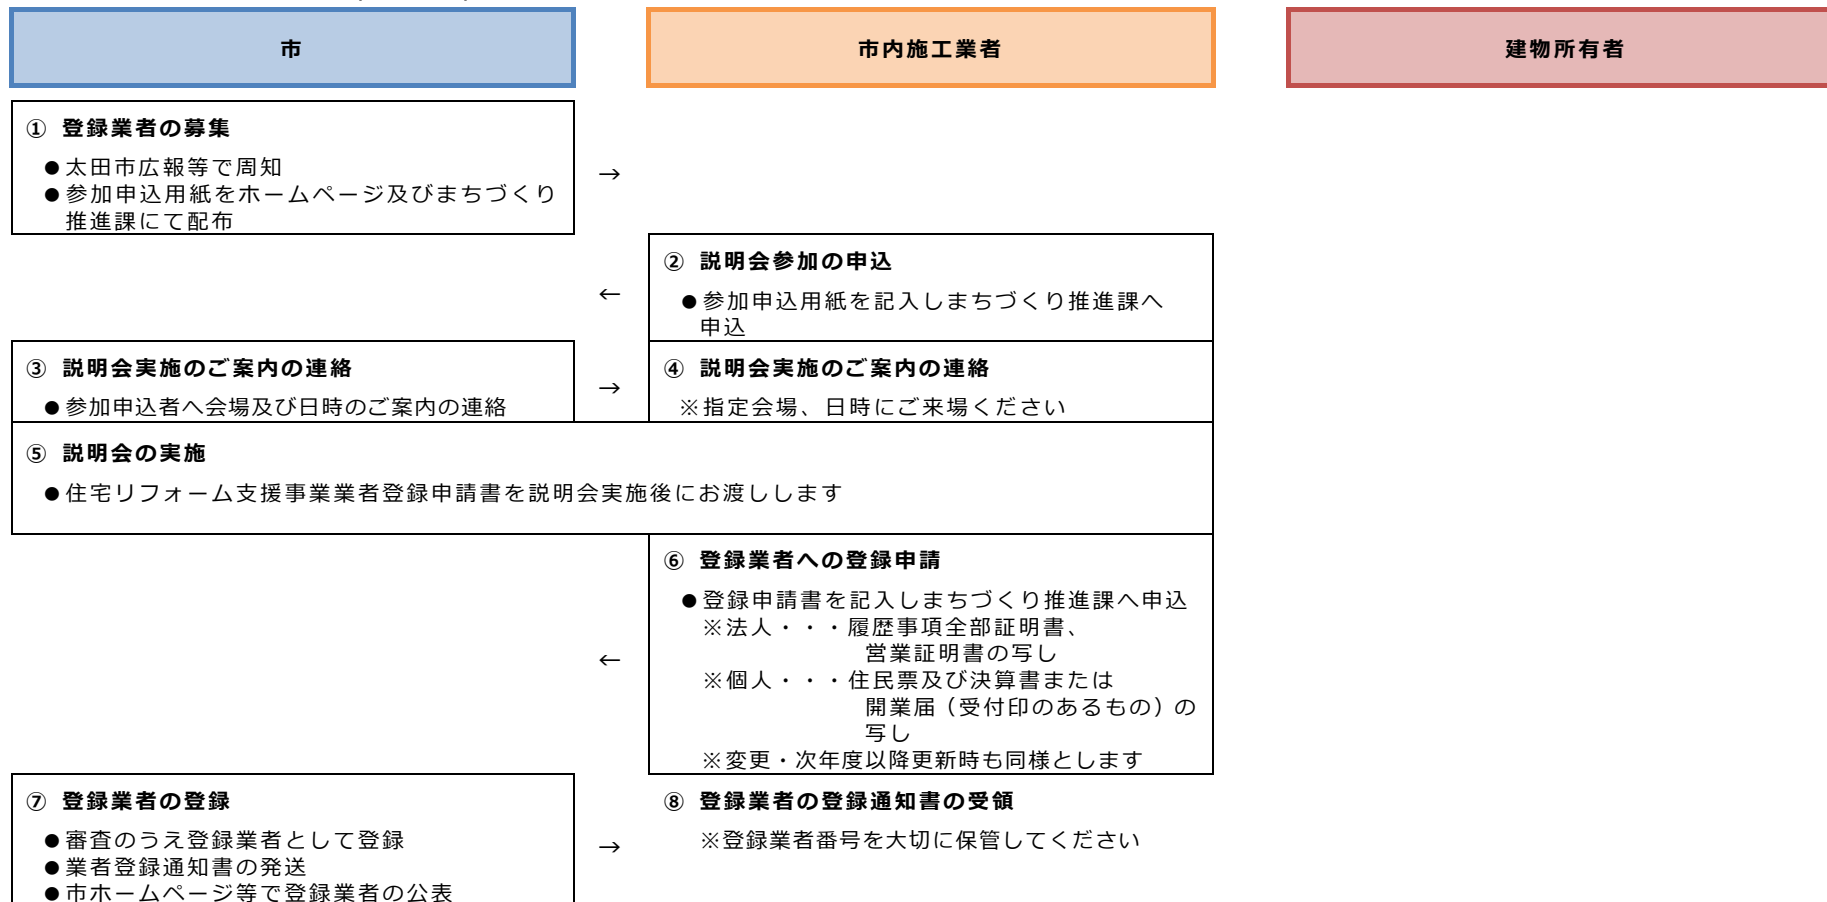 市
市内施工業者
建物所有者
① 登録業者の募集
●太田市広報等で周知
●参加申込用紙をホームページ及びまちづくり
推進課にて配布
→
② 説明会参加の申込
●参加申込用紙を記入しまちづくり推進課へ
申込
←
③ 説明会実施のご案内の連絡
●参加申込者へ会場及び日時のご案内の連絡
→
④ 説明会実施のご案内の連絡
※指定会場、日時にご来場ください
⑤ 説明会の実施
●住宅リフォーム支援事業業者登録申請書を説明会実施後にお渡しします
⑥ 登録業者への登録申請
●登録申請書を記入しまちづくり推進課へ申込
※法人・・・履歴事項全部証明書、
営業証明書の写し
※個人・・・住民票及び決算書または
開業届（受付印のあるもの）の
写し
※変更・次年度以降更新時も同様とします
←
⑦ 登録業者の登録
●審査のうえ登録業者として登録
●業者登録通知書の発送
●市ホームページ等で登録業者の公表
→
⑧ 登録業者の登録通知書の受領
※登録業者番号を大切に保管してください